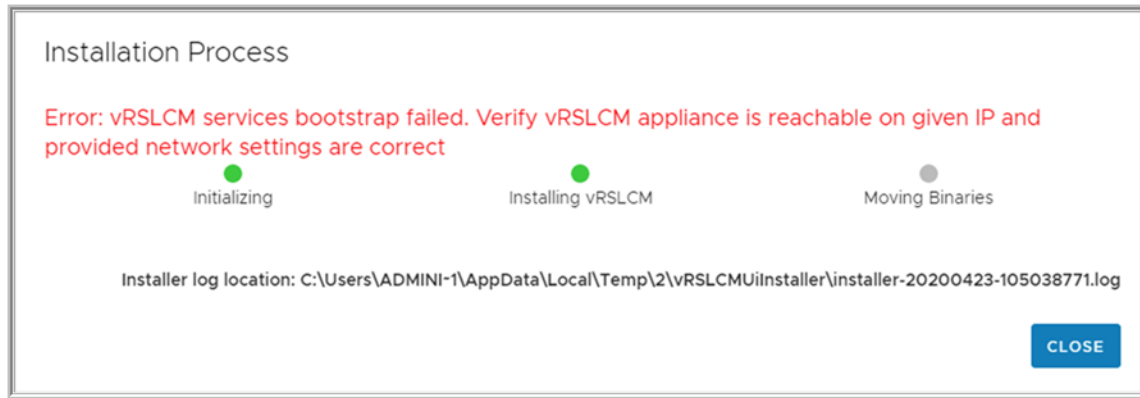 Installation Process
Error: vRSLCM services bootstrap failed. Verify vRSLCM appliance is reachable on given IP and
provided network settings are correct
Initializing
Installing vRSLCM
Moving Binaries
Installer log location: C:\Users\ADMINI~1\AppData\Local\Temp\2\vRSLCMUiInstaller\installer-20200423-105038771.log
CLOSE